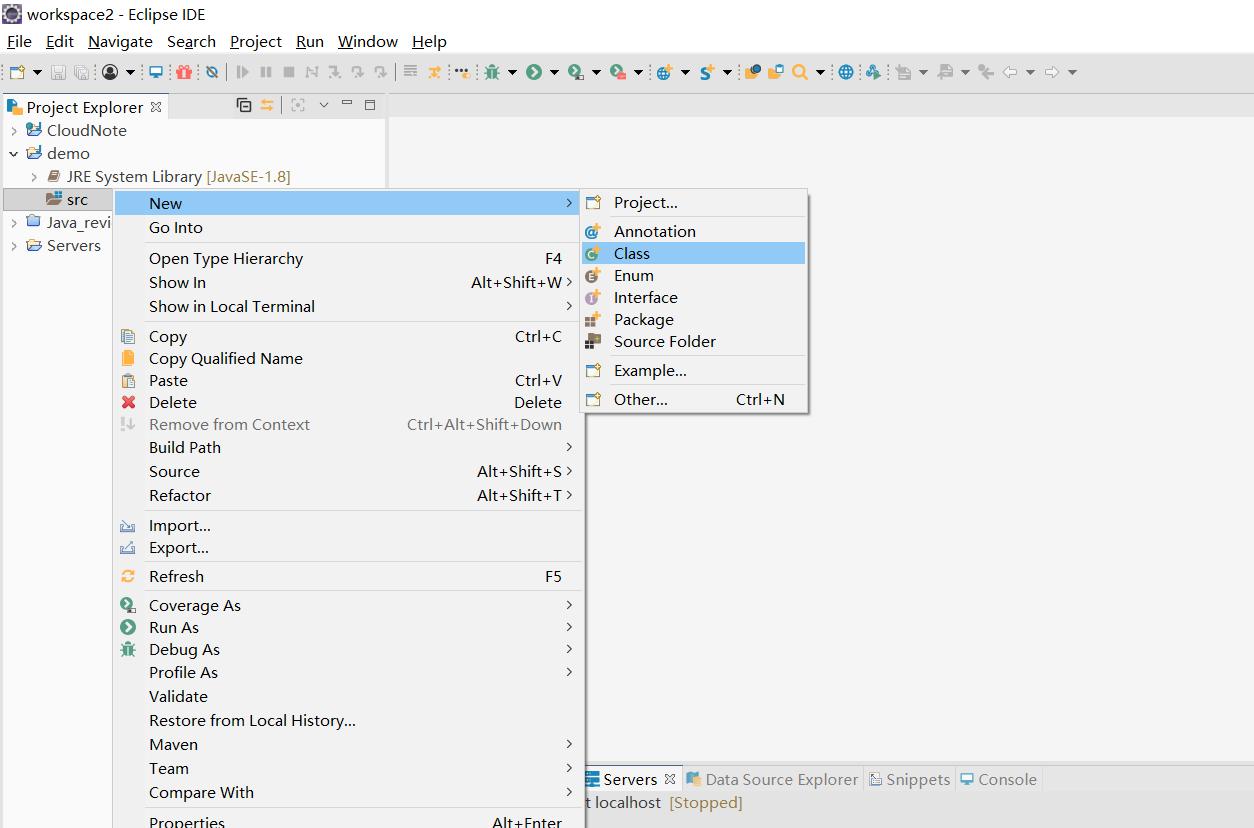 workspace2 - Eclipse IDE
File Edit Navigate Search Project Run Window Help
Project Explorer
CloudNote
demo
JRE System Library [JavaSE-1.8]
src
Java_revi
Servers
New
Go Into
Open Type Hierarchy F4
Show In Alt+Shift+W
Show in Local Terminal
Copy Ctrl+C
Copy Qualified Name
Paste Ctrl+V
Delete Delete
Remove from Context Ctrl+Alt+Shift+Down
Build Path
Source Alt+Shift+S
Refactor Alt+Shift+T
Import...
Export...
Refresh F5
Coverage As
Run As
Debug As
Profile As
Validate
Restore from Local History...
Maven
Team
Compare With
Properties Alt+Enter
Project...
Annotation
Class
Enum
Interface
Package
Source Folder
Example...
Other... Ctrl+N
Servers Data Source Explorer Snippets Console
t localhost [Stopped]